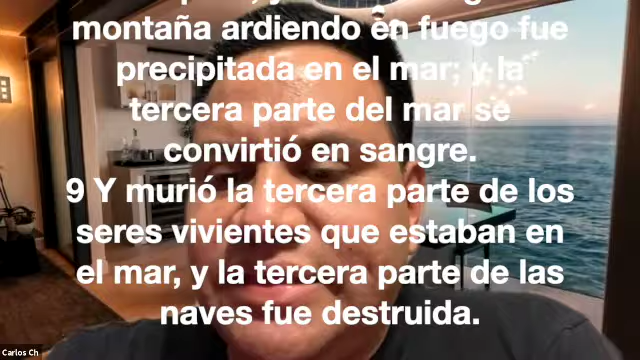 montaña ardiendo en fuego fue
precipitada en el mar; y la
tercera parte del mar se
convirtió en sangre.
9 Y murió la tercera parte de los
seres vivientes que estaban en
el mar, y la tercera parte de las
naves fue destruida.
Carlos Ch